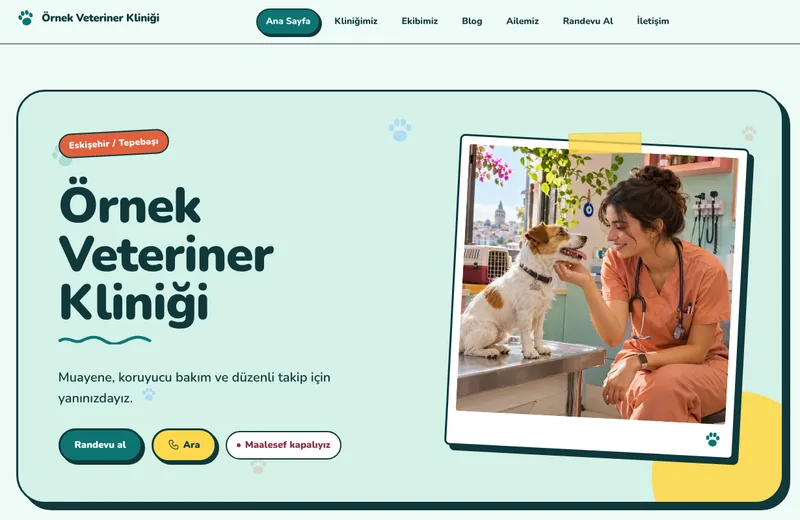 Örnek Veteriner Kliniği
Ana Sayfa
Kliniğimiz
Ekibimiz
Blog
Ailemiz
Randevu Al
İletişim
Eskişehir / Tepebaşı
Örnek
Veteriner
Kliniği
Muayene, koruyucu bakım ve düzenli takip için
yanınızdayız.
Randevu al
Ara
Maalesef kapalıyız